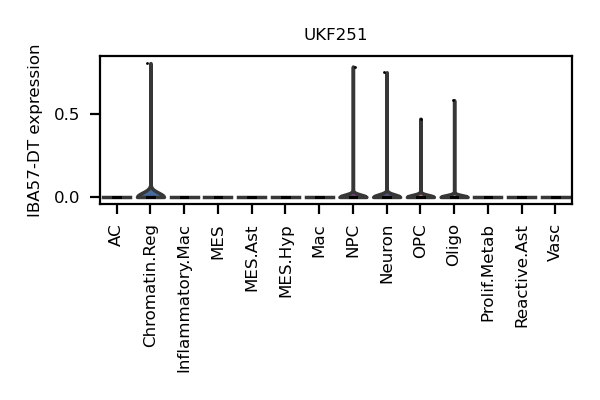 UKF251
IBA57-DT expression
0.5
0.0
AC
Chromatin.Reg
Inflammatory.Mac
MES
MES.Ast
MES.Hyp
Mac
NPC
Neuron
OPC
Oligo
Prolif.Metab
Reactive.Ast
Vasc